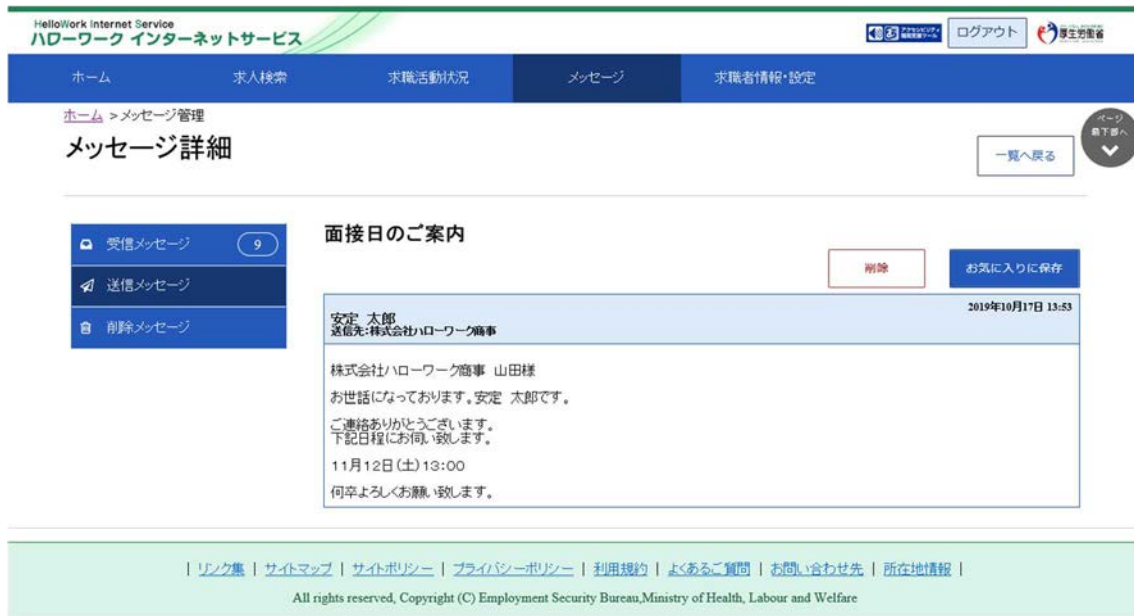 HelloWork Internet Service
ハローワーク インターネットサービス
ログアウト
厚生労働省
ホーム 求人検索 求職活動状況 メッセージ 求職者情報・設定
ホーム >メッセージ管理
ページ
最下部へ
メッセージ詳細
一覧へ戻る
受信メッセージ 9
送信メッセージ
削除メッセージ
面接日のご案内
削除 お気に入りに保存
安定 太郎 2019年10月17日 13:53
送信先:株式会社ハローワーク商事
株式会社ハローワーク商事 山田様
お世話になっております。安定 太郎です。
ご連絡ありがとうございます。
下記日程にお伺い致します。
11月12日(土)13:00
何卒よろしくお願い致します。
| リンク集 | サイトマップ | サイトポリシー | プライバシーポリシー | 利用規約 | よくあるご質問 | お問い合わせ先 | 所在地情報 |
All rights reserved, Copyright (C) Employment Security Bureau,Ministry of Health, Labour and Welfare